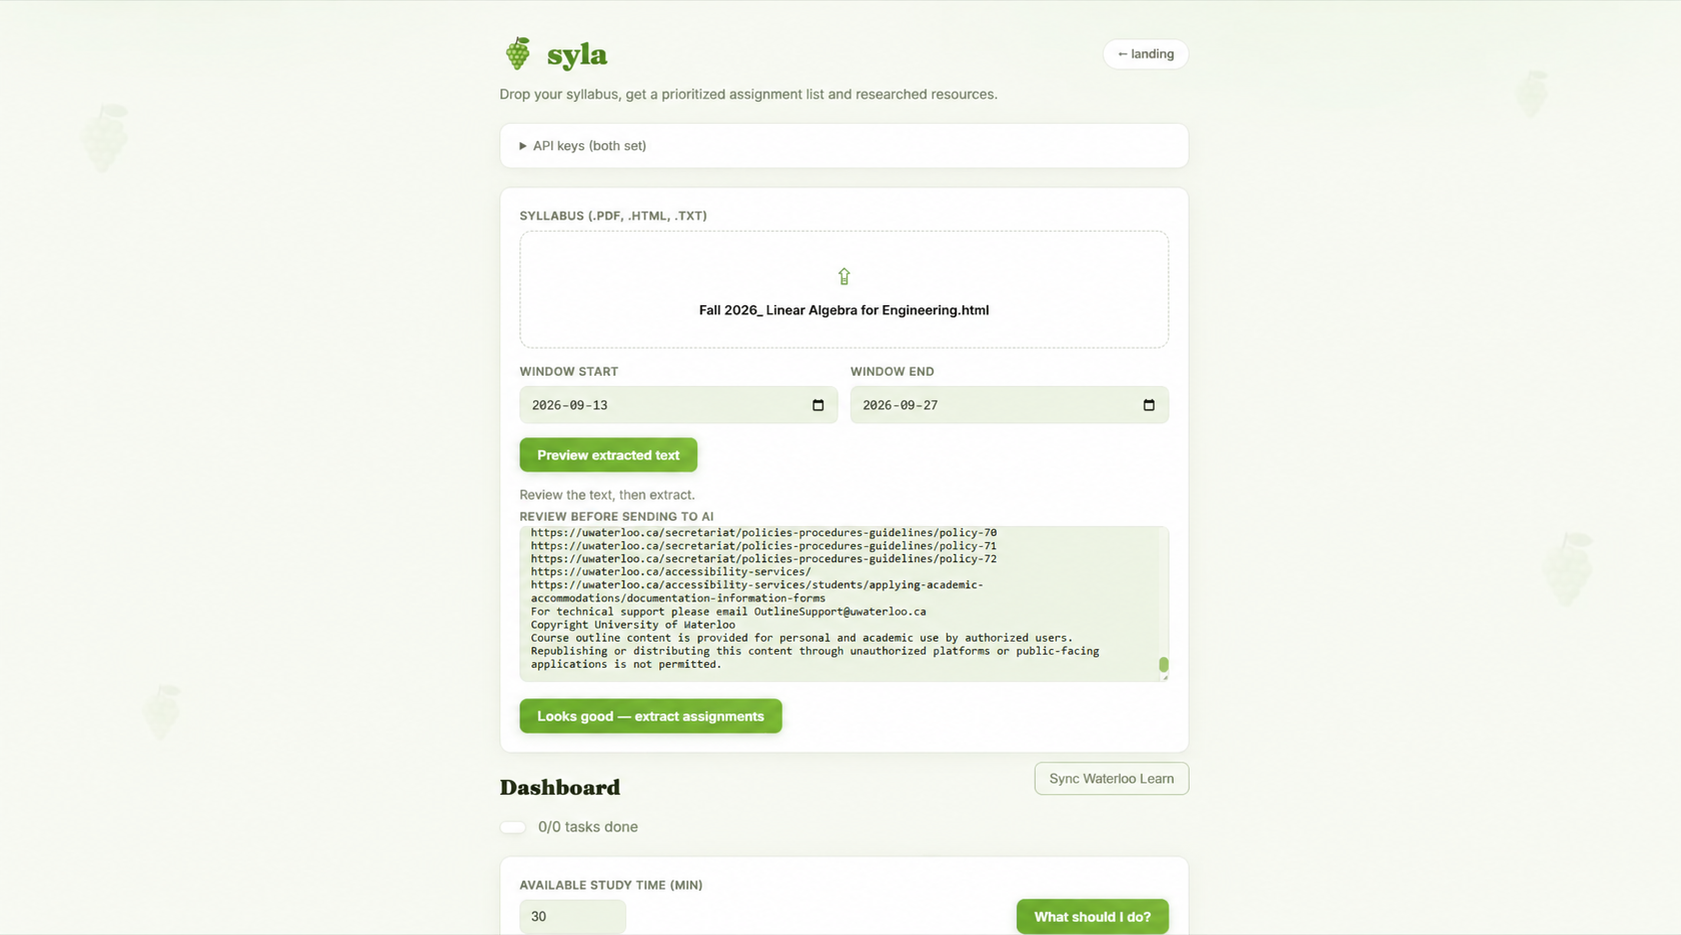 syla
← landing
Drop your syllabus, get a prioritized assignment list and researched resources.
▶ API keys (both set)
SYLLABUS (.PDF, .HTML, .TXT)
Fall 2026_ Linear Algebra for Engineering.html
WINDOW START
WINDOW END
2026-09-13
2026-09-27
Preview extracted text
Review the text, then extract.
REVIEW BEFORE SENDING TO AI
https://uwaterloo.ca/secretariat/policies-procedures-guidelines/policy-70
https://uwaterloo.ca/secretariat/policies-procedures-guidelines/policy-71
https://uwaterloo.ca/secretariat/policies-procedures-guidelines/policy-72
https://uwaterloo.ca/accessibility-services/
https://uwaterloo.ca/accessibility-services/students/applying-academic-
accommodations/documentation-information-forms
For technical support please email OutlineSupport@uwaterloo.ca
Copyright University of Waterloo
Course outline content is provided for personal and academic use by authorized users.
Republishing or distributing this content through unauthorized platforms or public-facing
applications is not permitted.
Looks good — extract assignments
Dashboard
Sync Waterloo Learn
0/0 tasks done
AVAILABLE STUDY TIME (MIN)
30
What should I do?